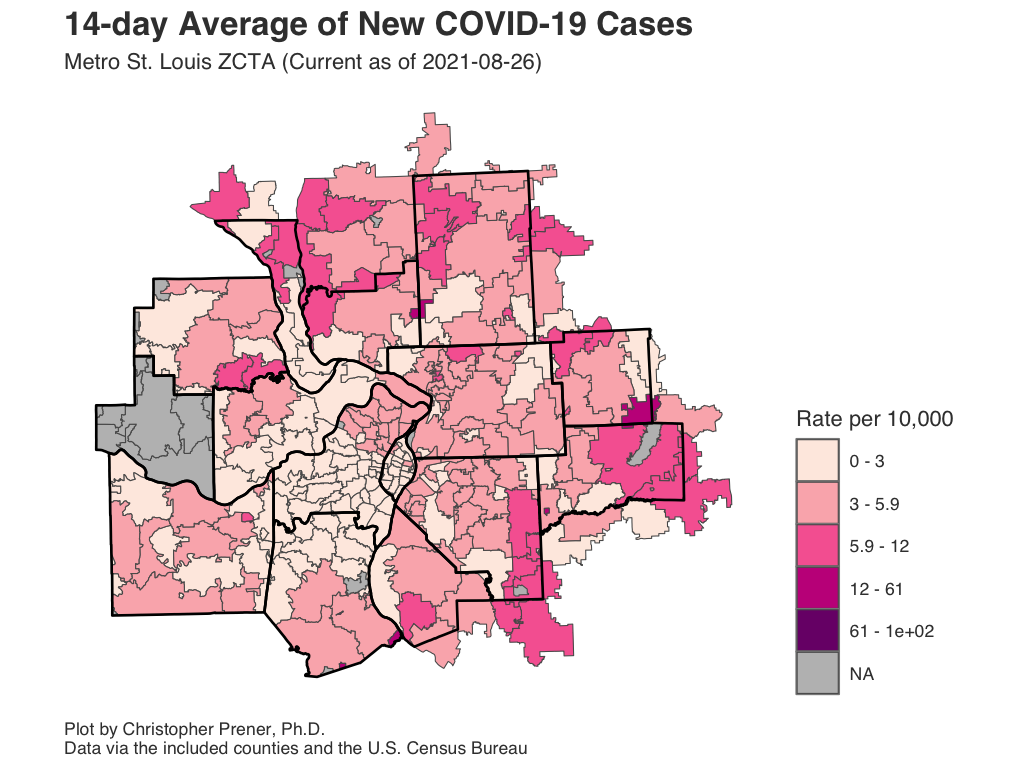 14-day Average of New COVID-19 Cases
Metro St. Louis ZCTA (Current as of 2021-08-26)
Rate per 10,000
0 - 3
3 - 5.9
5.9 - 12
12 - 61
61 - 1e+02
NA
Plot by Christopher Prener, Ph.D.
Data via the included counties and the U.S. Census Bureau